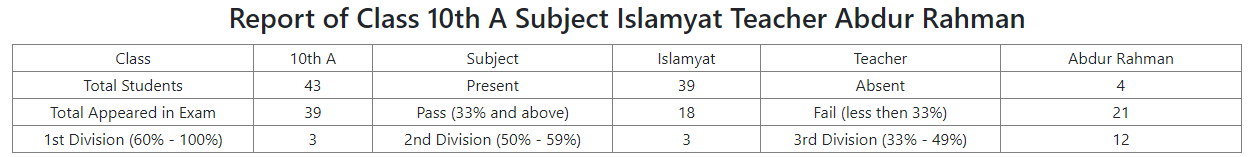 Report of Class 10th A Subject Islamyat Teacher Abdur Rahman
Class 10th A Subject Islamyat Teacher Abdur Rahman
Total Students 43 Present 39 Absent 4
Total Appeared in Exam 39 Pass (33% and above) 18 Fail (less then 33%) 21
1st Division (60% - 100%) 3 2nd Division (50% - 59%) 3 3rd Division (33% - 49%) 12